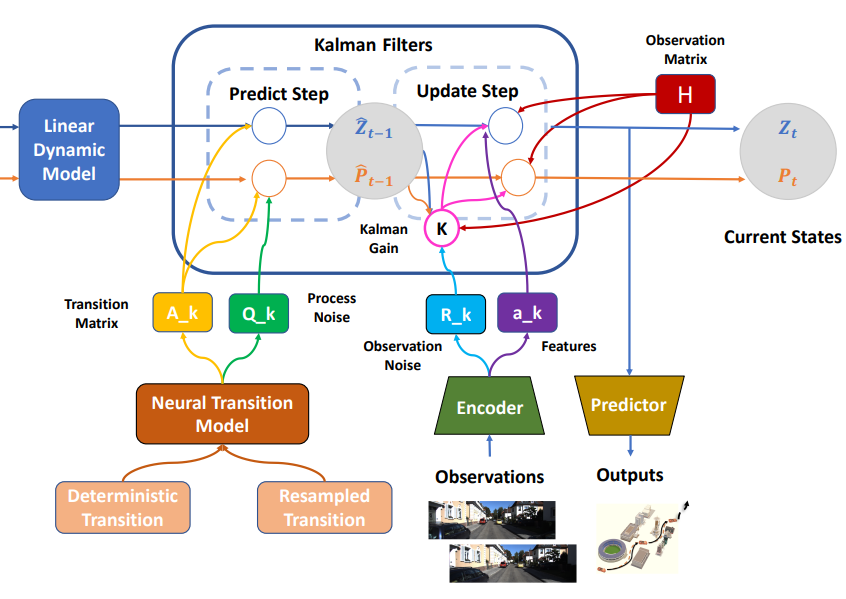 Kalman Filters
Observation
Matrix
H
Predict Step
Update Step
Linear
Dynamic
Model
Ẑ_{t−1}
P̂_{t−1}
Z_t
P_t
Kalman
Gain
K
Current States
Transition
Matrix
A_k
Q_k
Process
Noise
R_k
a_k
Observation
Noise
Features
Neural Transition
Model
Encoder
Predictor
Deterministic
Transition
Resampled
Transition
Observations
Outputs